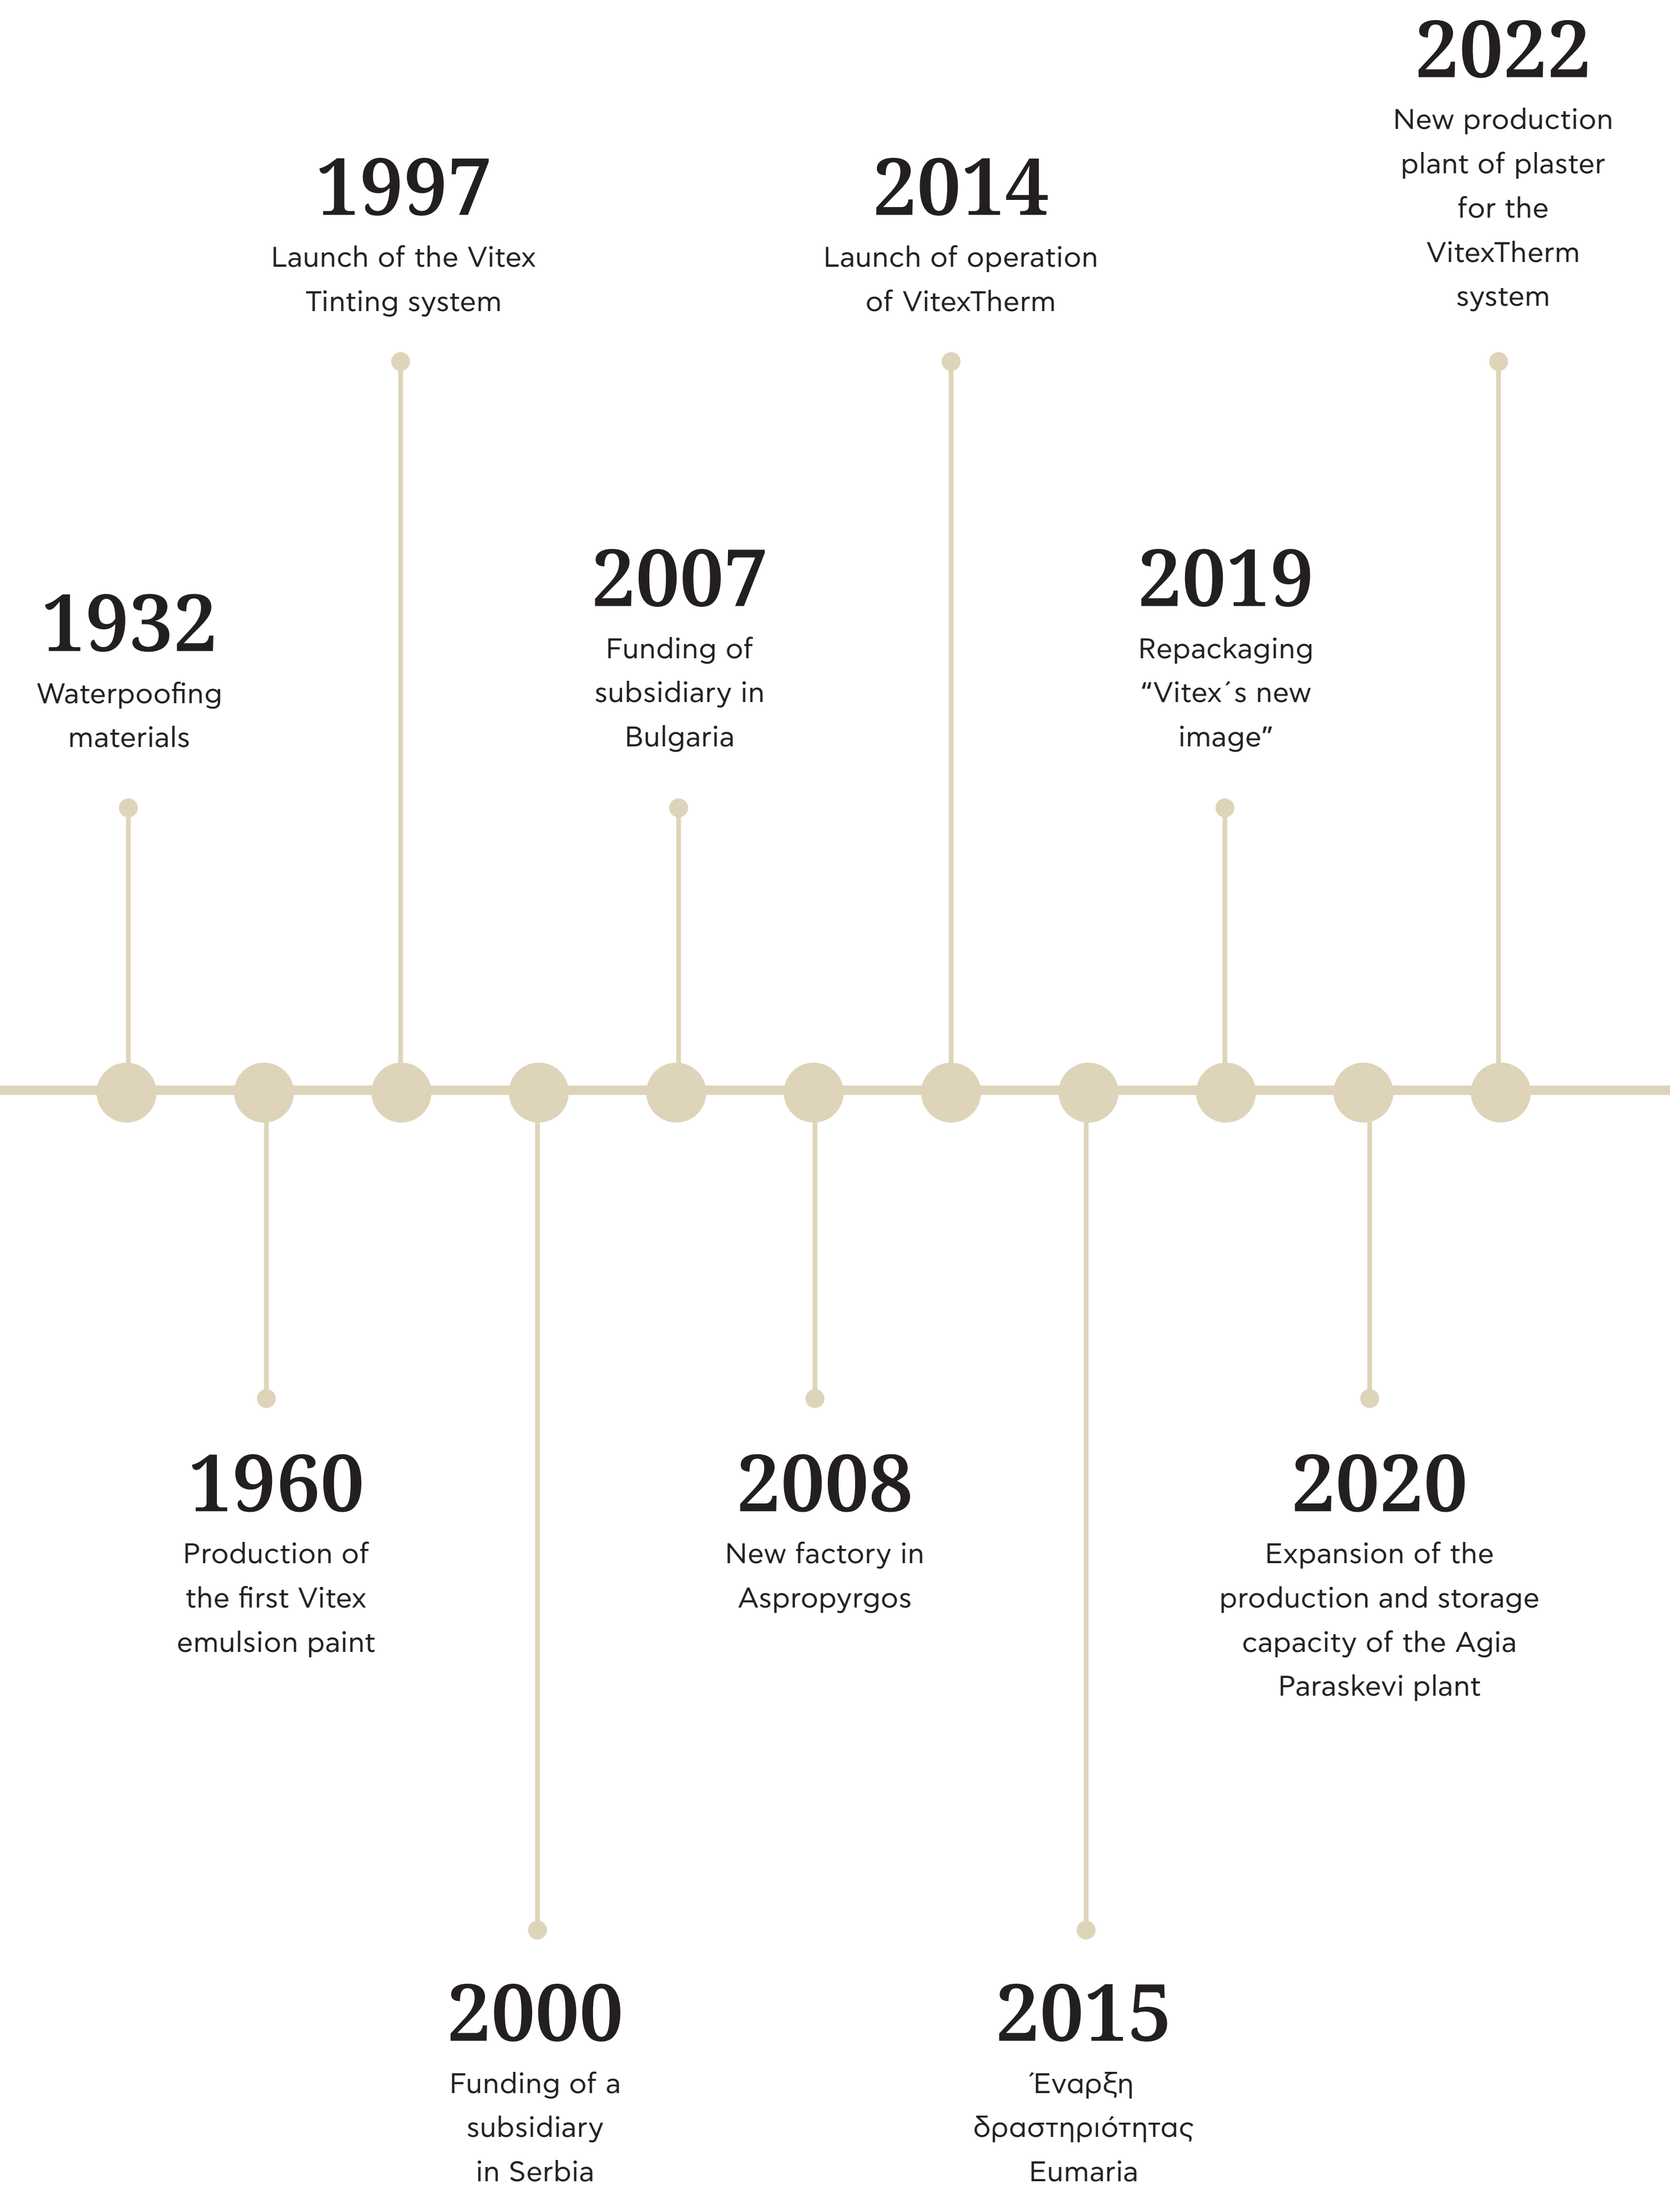 1932
Waterpoofing
materials
1960
Production of
the first Vitex
emulsion paint
1997
Launch of the Vitex
Tinting system
2000
Funding of a
subsidiary
in Serbia
2007
Funding of
subsidiary in
Bulgaria
2008
New factory in
Aspropyrgos
2014
Launch of operation
of VitexTherm
2015
Έναρξη
δραστηριότητας
Eumaria
2019
Repackaging
“Vitex´s new
image”
2020
Expansion of the
production and storage
capacity of the Agia
Paraskevi plant
2022
New production
plant of plaster
for the
VitexTherm
system